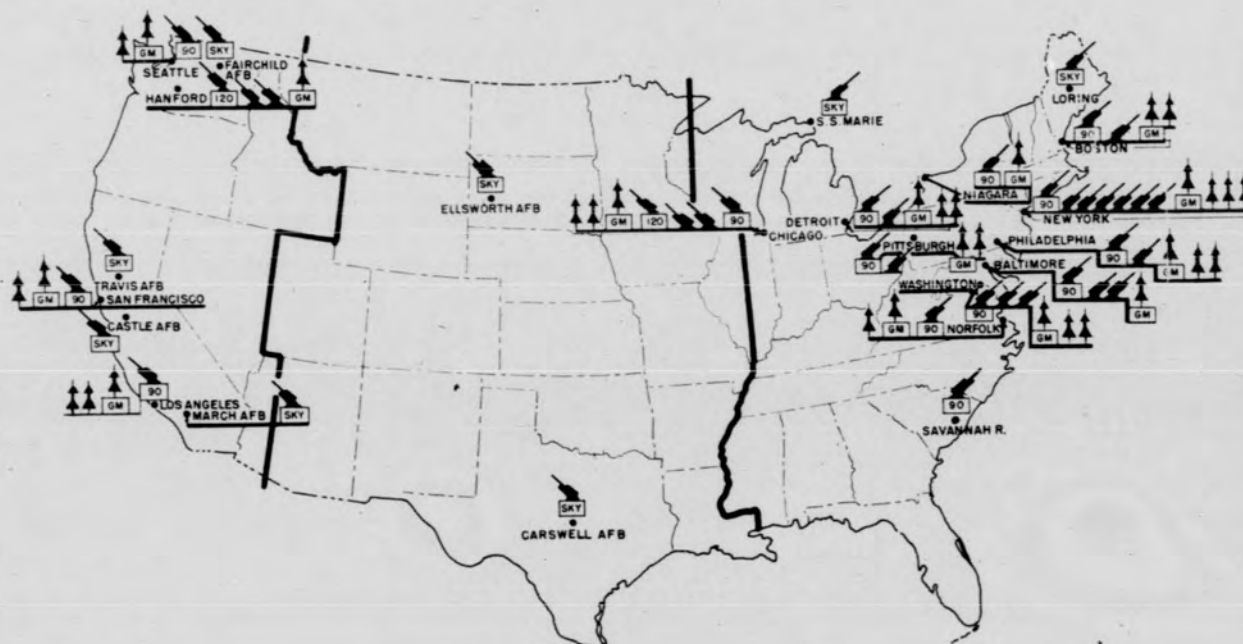 GM
90
SKY
SEATTLE
FAIRCHILD
AFB
HANFORD
120
GM
SKY
S.S. MARIE
SKY
LORING
90
GM
BOSTON
90
GM
NIAGARA
90
GM
NEW YORK
SKY
ELLSWORTH AFB
GM
120
90
CHICAGO
DETROIT
90
GM
PITTSBURGH
90
GM
PHILADELPHIA
90
GM
BALTIMORE
90
GM
WASHINGTON
90
GM
GM
90
NORFOLK
SKY
TRAVIS AFB
GM
90
SAN FRANCISCO
CASTLE AFB
SKY
GM
90
LOS ANGELES
MARCH AFB
SKY
90
SAVANNAH R.
SKY
CARSWELL AFB